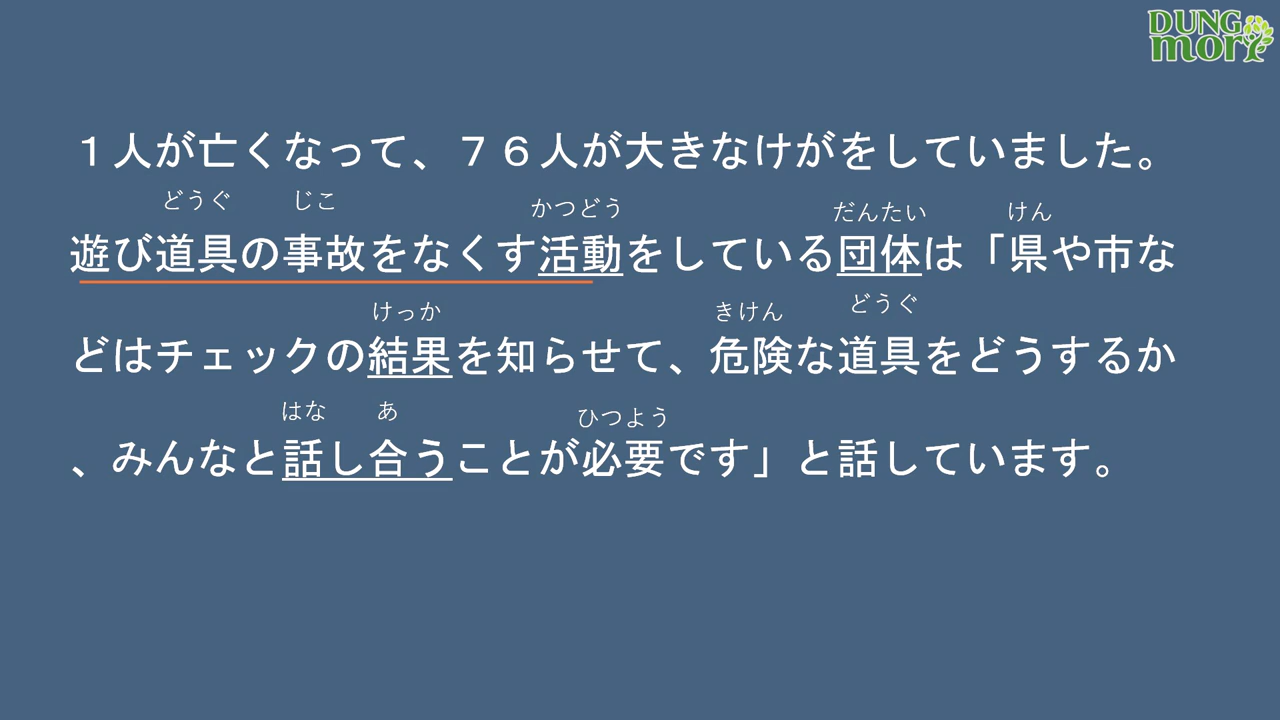 DUNG
mori
１人が亡くなって、７６人が大きなけがをしていました。
どうぐ じこ かつどう だんたい けん
遊び道具の事故をなくす活動をしている団体は「県や市な
けっか きけん どうぐ
どはチェックの結果を知らせて、危険な道具をどうするか
はな あ ひつよう
、みんなと話し合うことが必要です」と話しています。